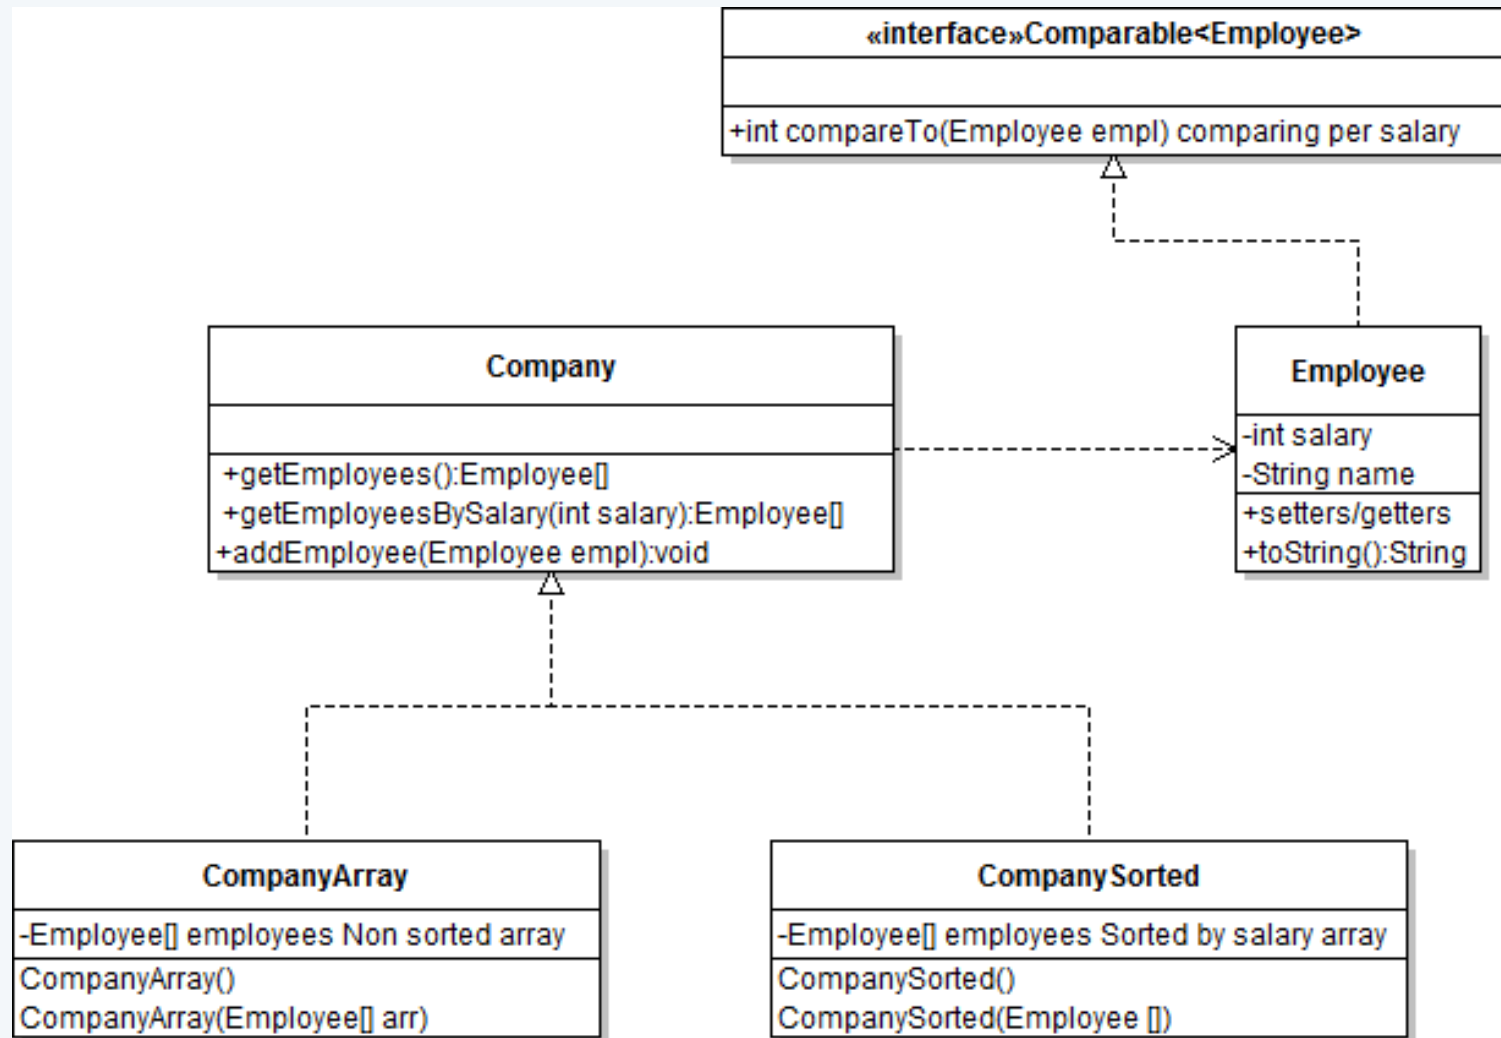 «interface»Comparable<Employee>
+int compareTo(Employee empl) comparing per salary
Company
+getEmployees():Employee[]
+getEmployeesBySalary(int salary):Employee[]
+addEmployee(Employee empl):void
Employee
-int salary
-String name
+setters/getters
+toString():String
CompanyArray
-Employee[] employees Non sorted array
CompanyArray()
CompanyArray(Employee[] arr)
CompanySorted
-Employee[] employees Sorted by salary array
CompanySorted()
CompanySorted(Employee [])